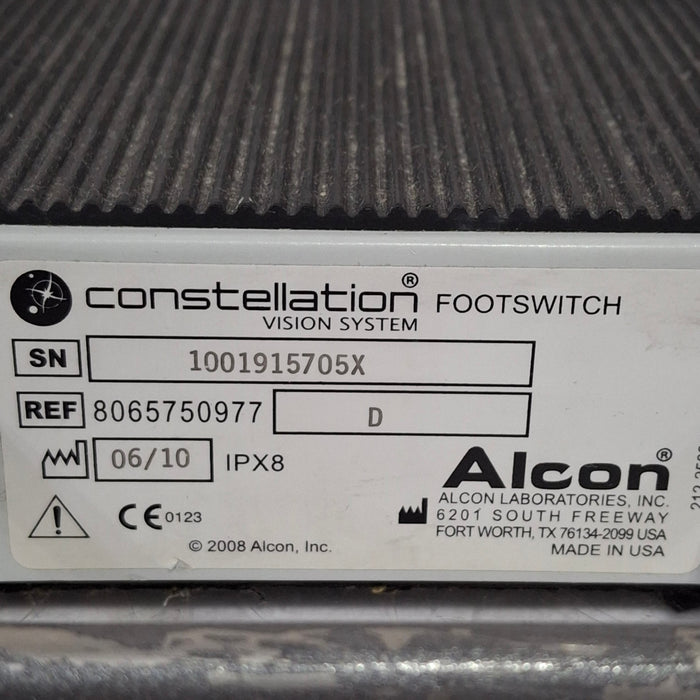 constellation® FOOTSWITCH
VISION SYSTEM
SN 1001915705X
REF 8065750977 D
06/10 IPX8
Alcon®
ALCON LABORATORIES, INC.
6201 SOUTH FREEWAY
FORT WORTH, TX 76134-2099 USA
MADE IN USA
CE 0123
© 2008 Alcon, Inc.